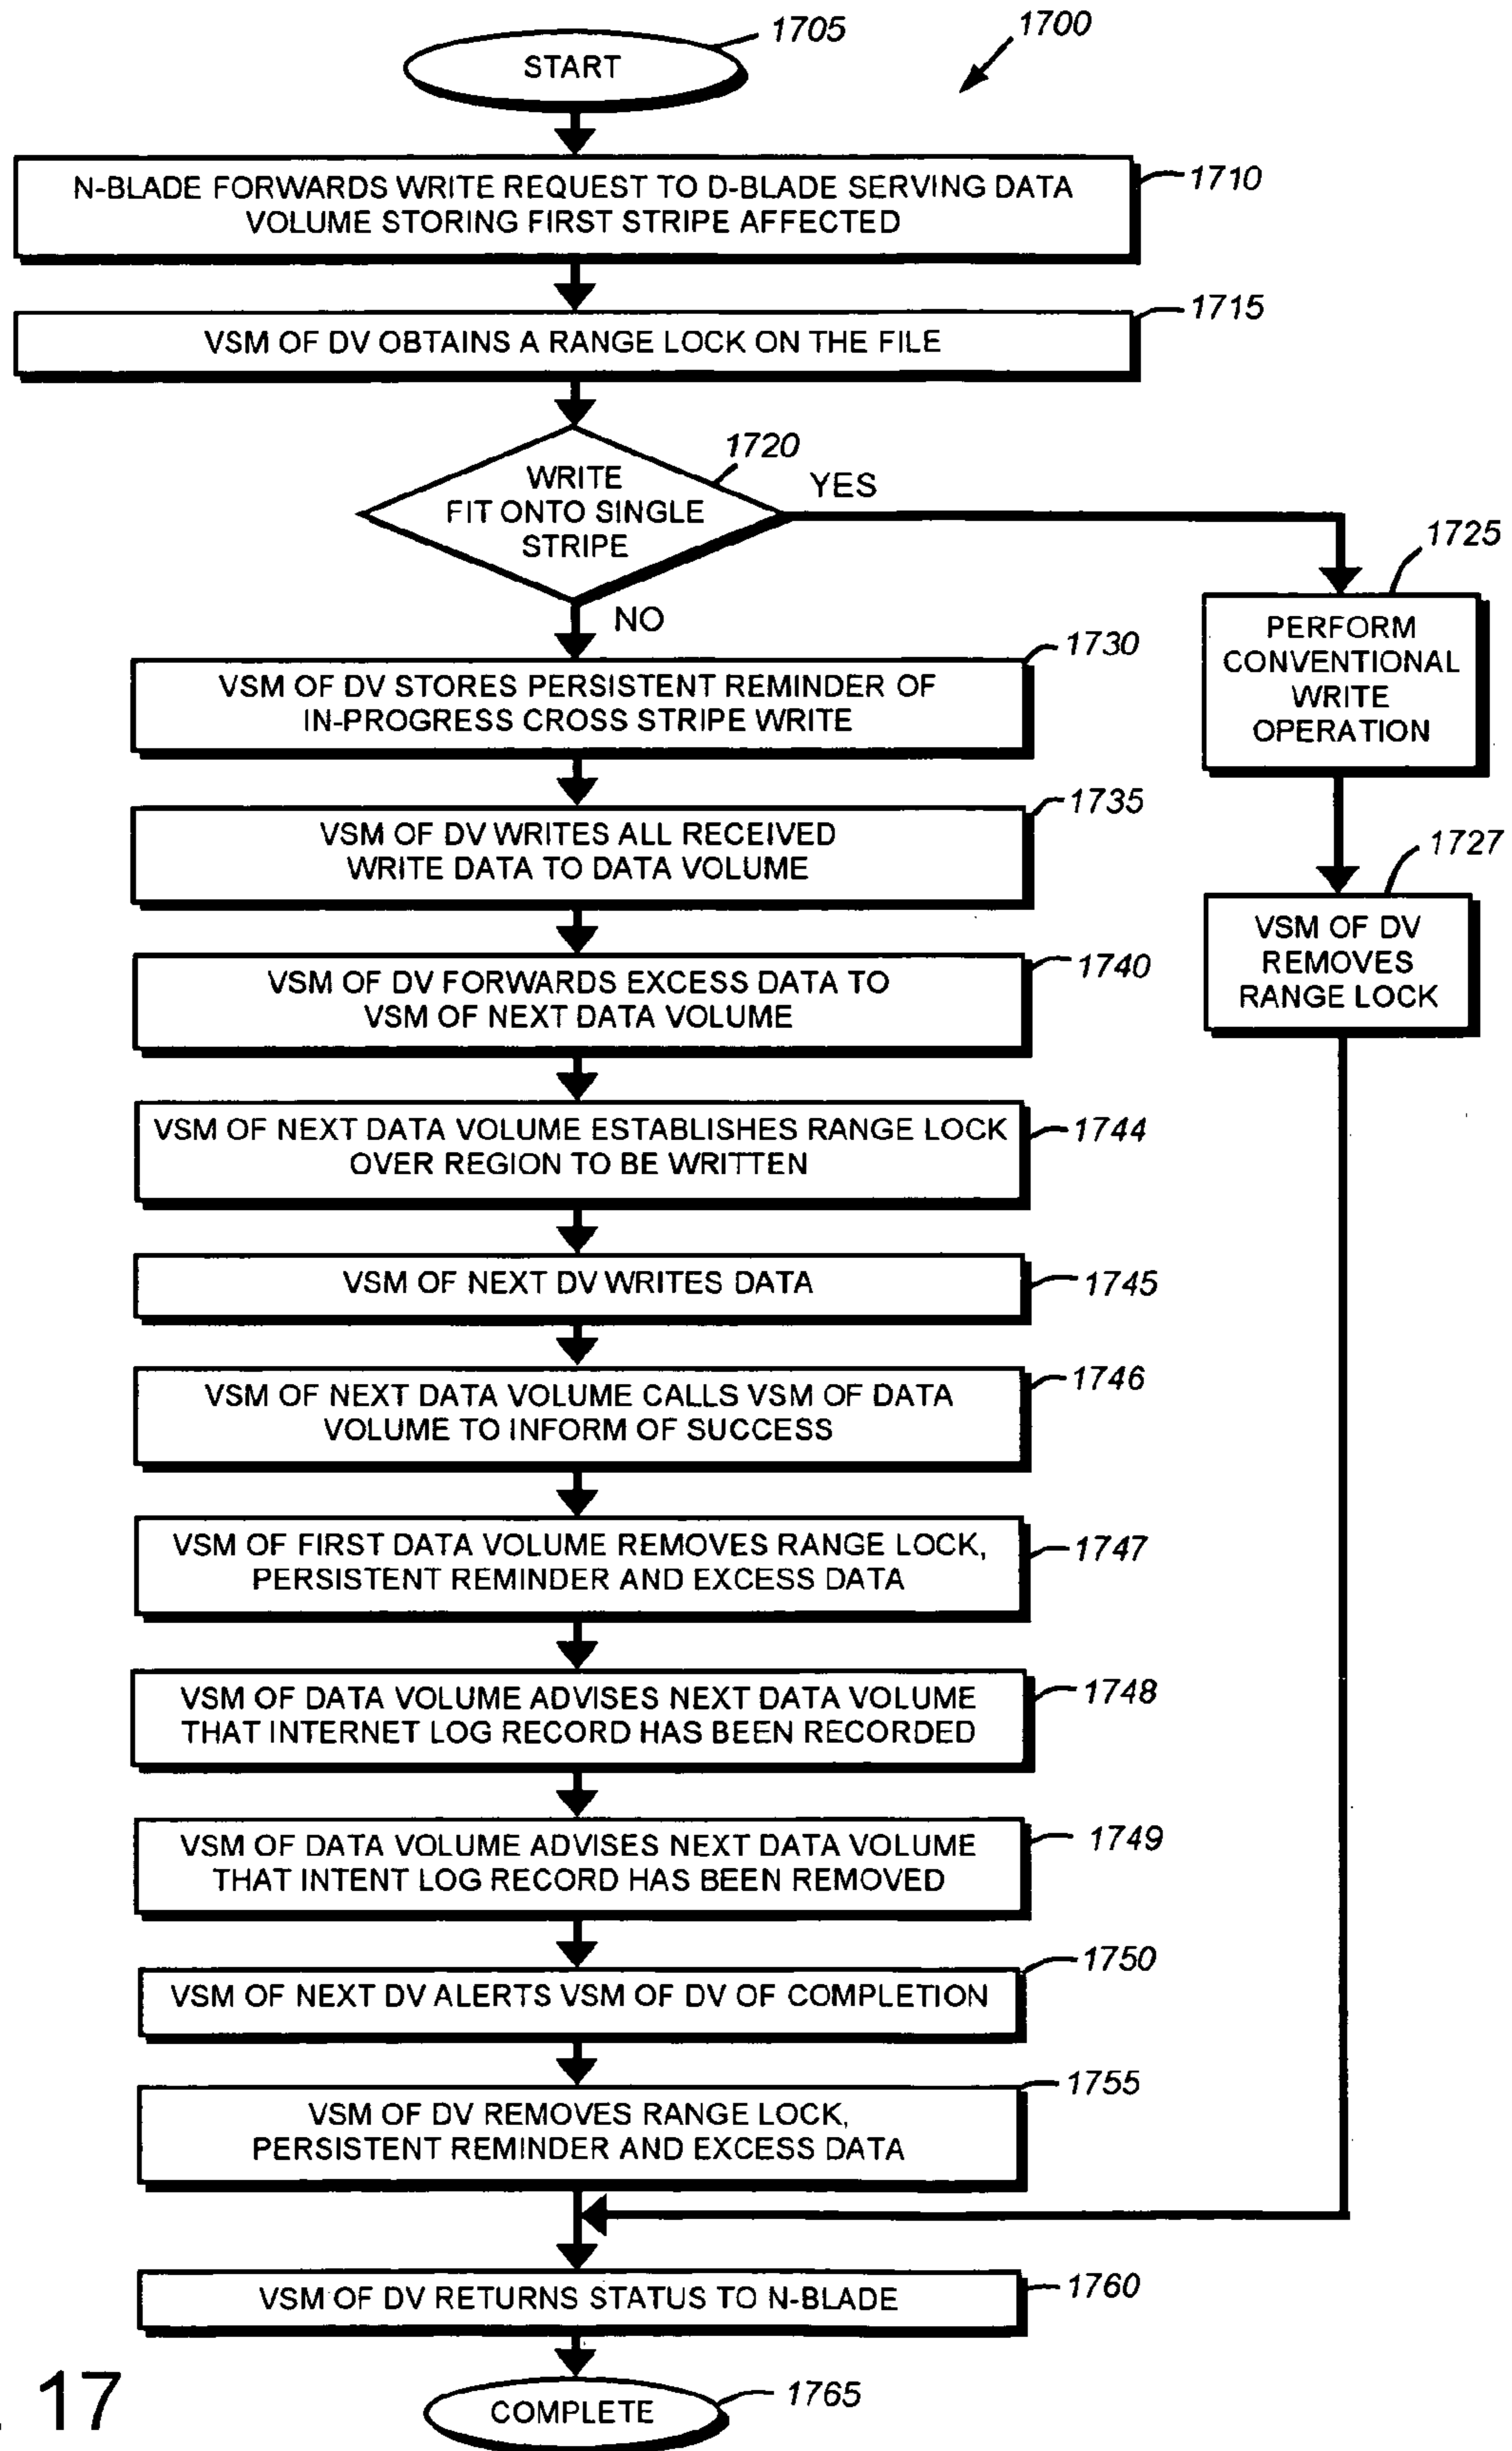 1705
1700
START
N-BLADE FORWARDS WRITE REQUEST TO D-BLADE SERVING DATA
VOLUME STORING FIRST STRIPE AFFECTED
1710
VSM OF DV OBTAINS A RANGE LOCK ON THE FILE
1715
WRITE
FIT ONTO SINGLE
STRIPE
1720
YES
NO
1725
PERFORM
CONVENTIONAL
WRITE
OPERATION
1727
VSM OF DV
REMOVES
RANGE LOCK
VSM OF DV STORES PERSISTENT REMINDER OF
IN-PROGRESS CROSS STRIPE WRITE
1730
VSM OF DV WRITES ALL RECEIVED
WRITE DATA TO DATA VOLUME
1735
VSM OF DV FORWARDS EXCESS DATA TO
VSM OF NEXT DATA VOLUME
1740
VSM OF NEXT DATA VOLUME ESTABLISHES RANGE LOCK
OVER REGION TO BE WRITTEN
1744
VSM OF NEXT DV WRITES DATA
1745
VSM OF NEXT DATA VOLUME CALLS VSM OF DATA
VOLUME TO INFORM OF SUCCESS
1746
VSM OF FIRST DATA VOLUME REMOVES RANGE LOCK,
PERSISTENT REMINDER AND EXCESS DATA
1747
VSM OF DATA VOLUME ADVISES NEXT DATA VOLUME
THAT INTERNET LOG RECORD HAS BEEN RECORDED
1748
VSM OF DATA VOLUME ADVISES NEXT DATA VOLUME
THAT INTENT LOG RECORD HAS BEEN REMOVED
1749
VSM OF NEXT DV ALERTS VSM OF DV OF COMPLETION
1750
VSM OF DV REMOVES RANGE LOCK,
PERSISTENT REMINDER AND EXCESS DATA
1755
VSM OF DV RETURNS STATUS TO N-BLADE
1760
COMPLETE
1765
. 17